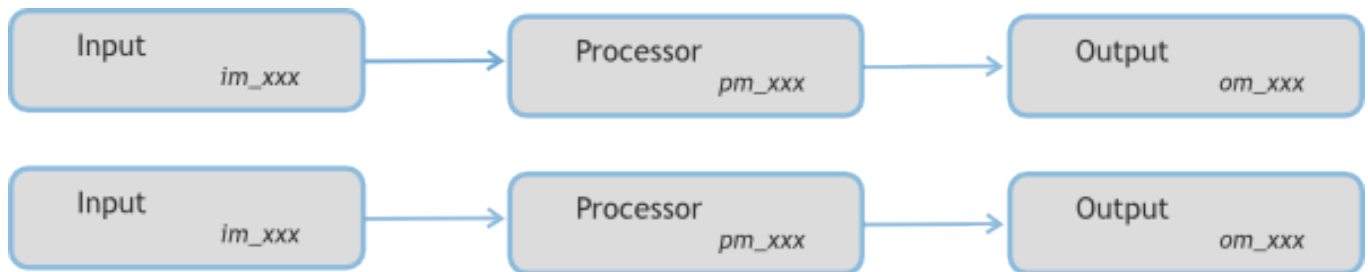 Input
im_xxx
Processor
pm_xxx
Output
om_xxx
Input
im_xxx
Processor
pm_xxx
Output
om_xxx